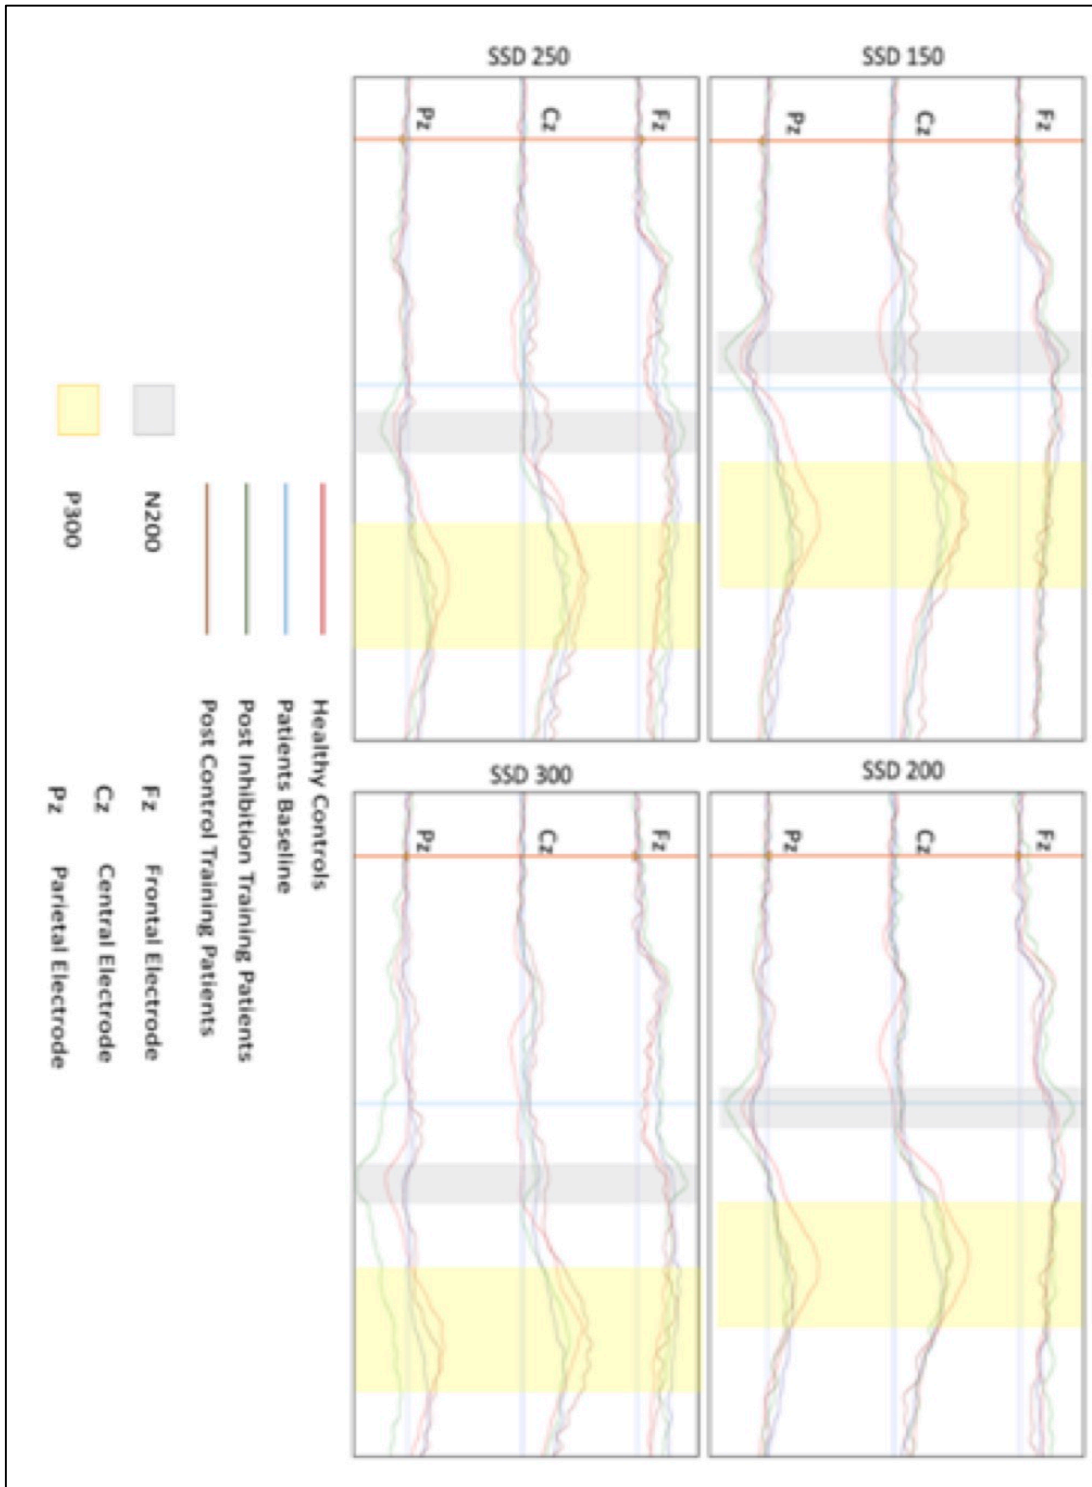 SSD 150
Fz
Cz
Pz
SSD 200
Fz
Cz
Pz
SSD 250
Fz
Cz
Pz
SSD 300
Fz
Cz
Pz
Healthy Controls
Patients Baseline
Post Inhibition Training Patients
Post Control Training Patients
N200
P300
Fz Frontal Electrode
Cz Central Electrode
Pz Parietal Electrode